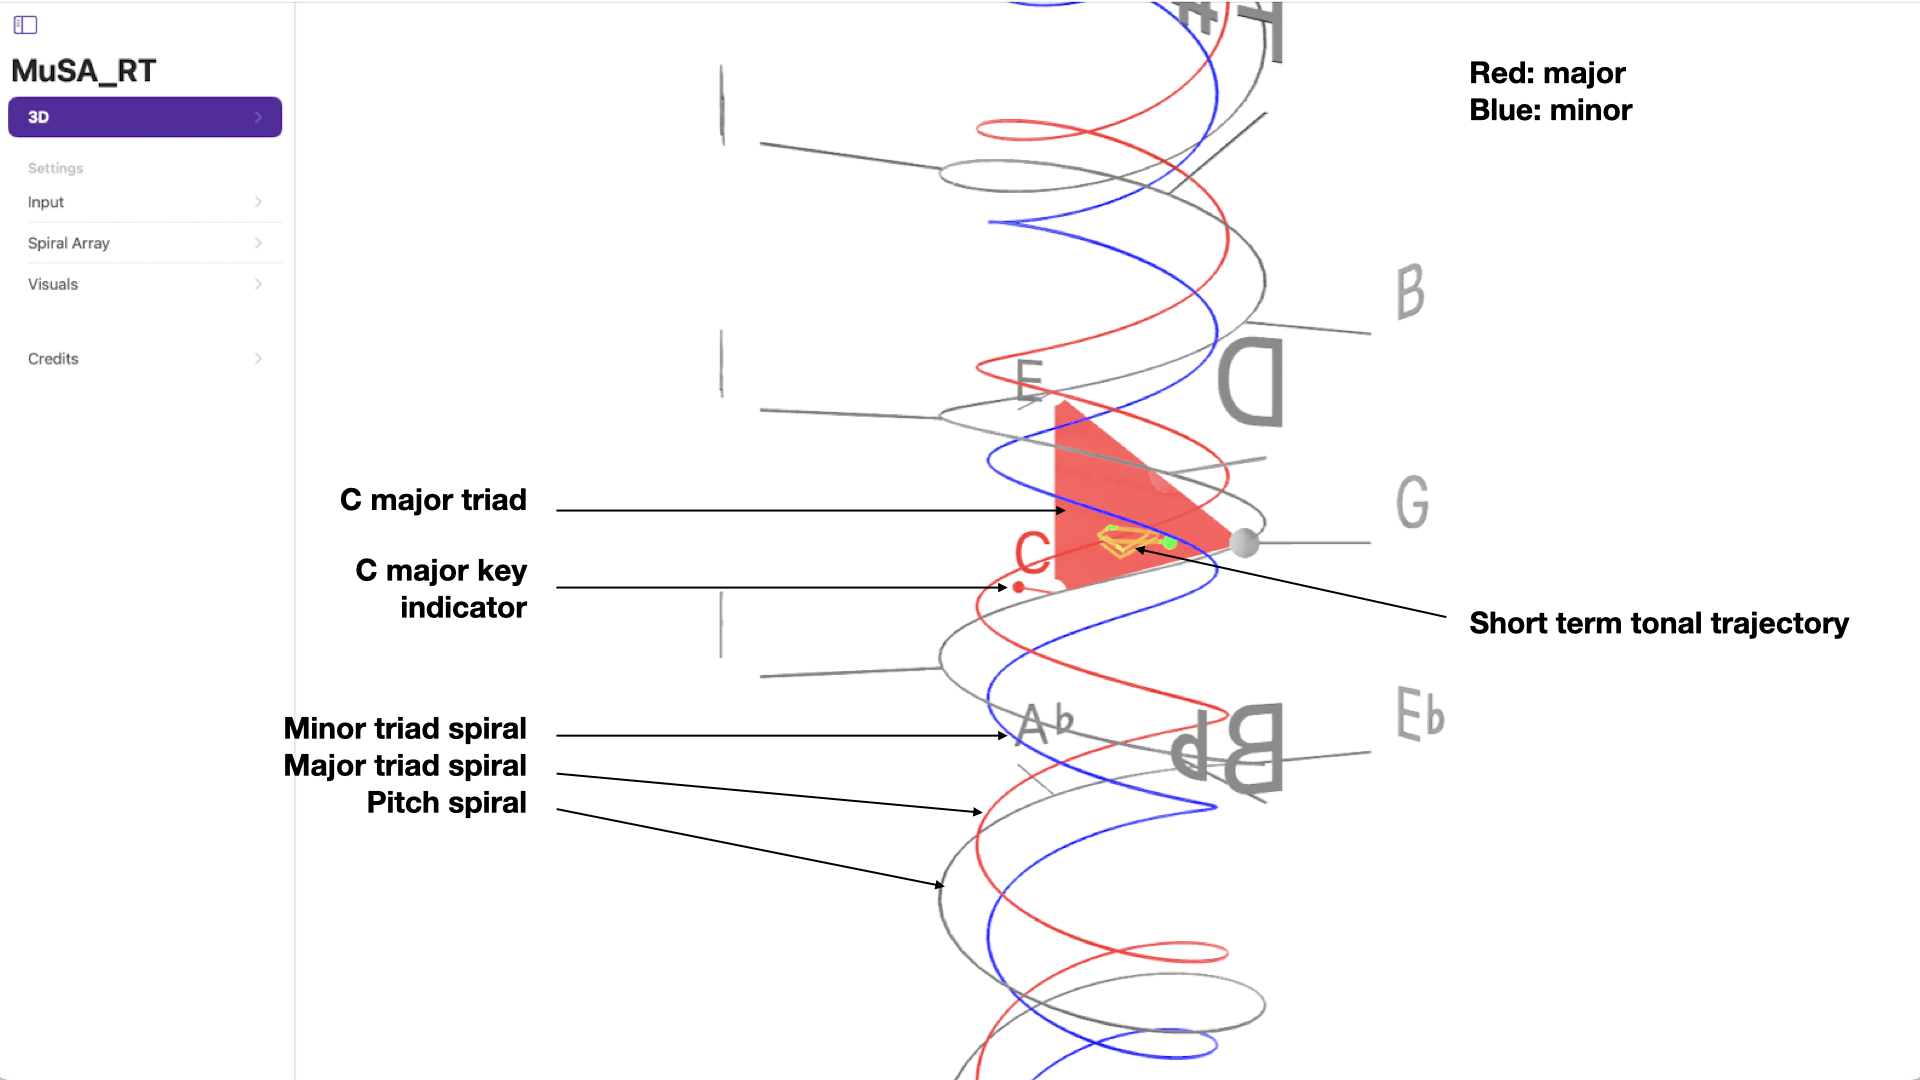 MuSA_RT
3D
Settings
Input
Spiral Array
Visuals
Credits
Red: major
Blue: minor
B
E
D
C major triad
G
C
C major key
indicator
Short term tonal trajectory
Minor triad spiral
Major triad spiral
Pitch spiral
Ab
Bb
Eb